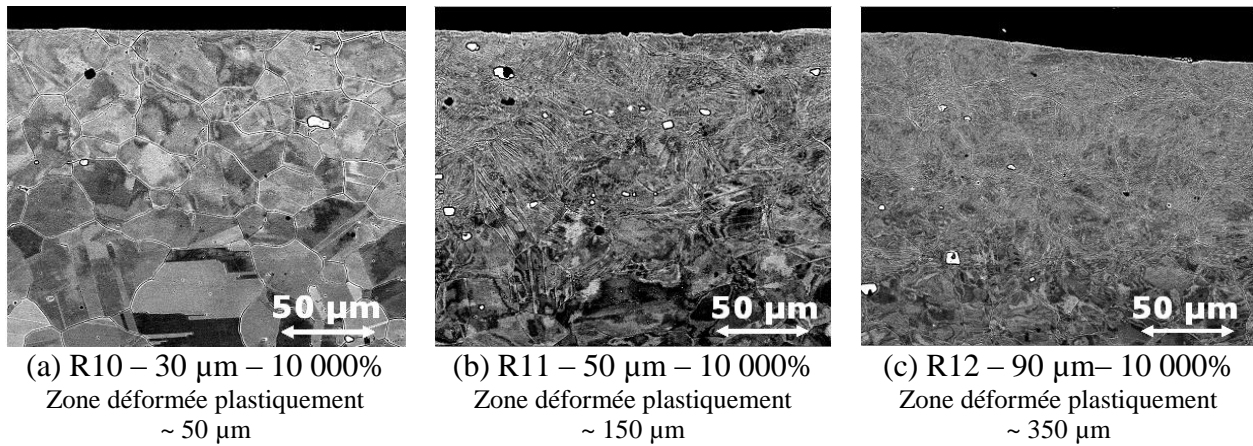 50 µm
50 µm
50 µm
(a) R10 – 30 µm – 10 000%
Zone déformée plastiquement
~ 50 µm
(b) R11 – 50 µm – 10 000%
Zone déformée plastiquement
~ 150 µm
(c) R12 – 90 µm– 10 000%
Zone déformée plastiquement
~ 350 µm